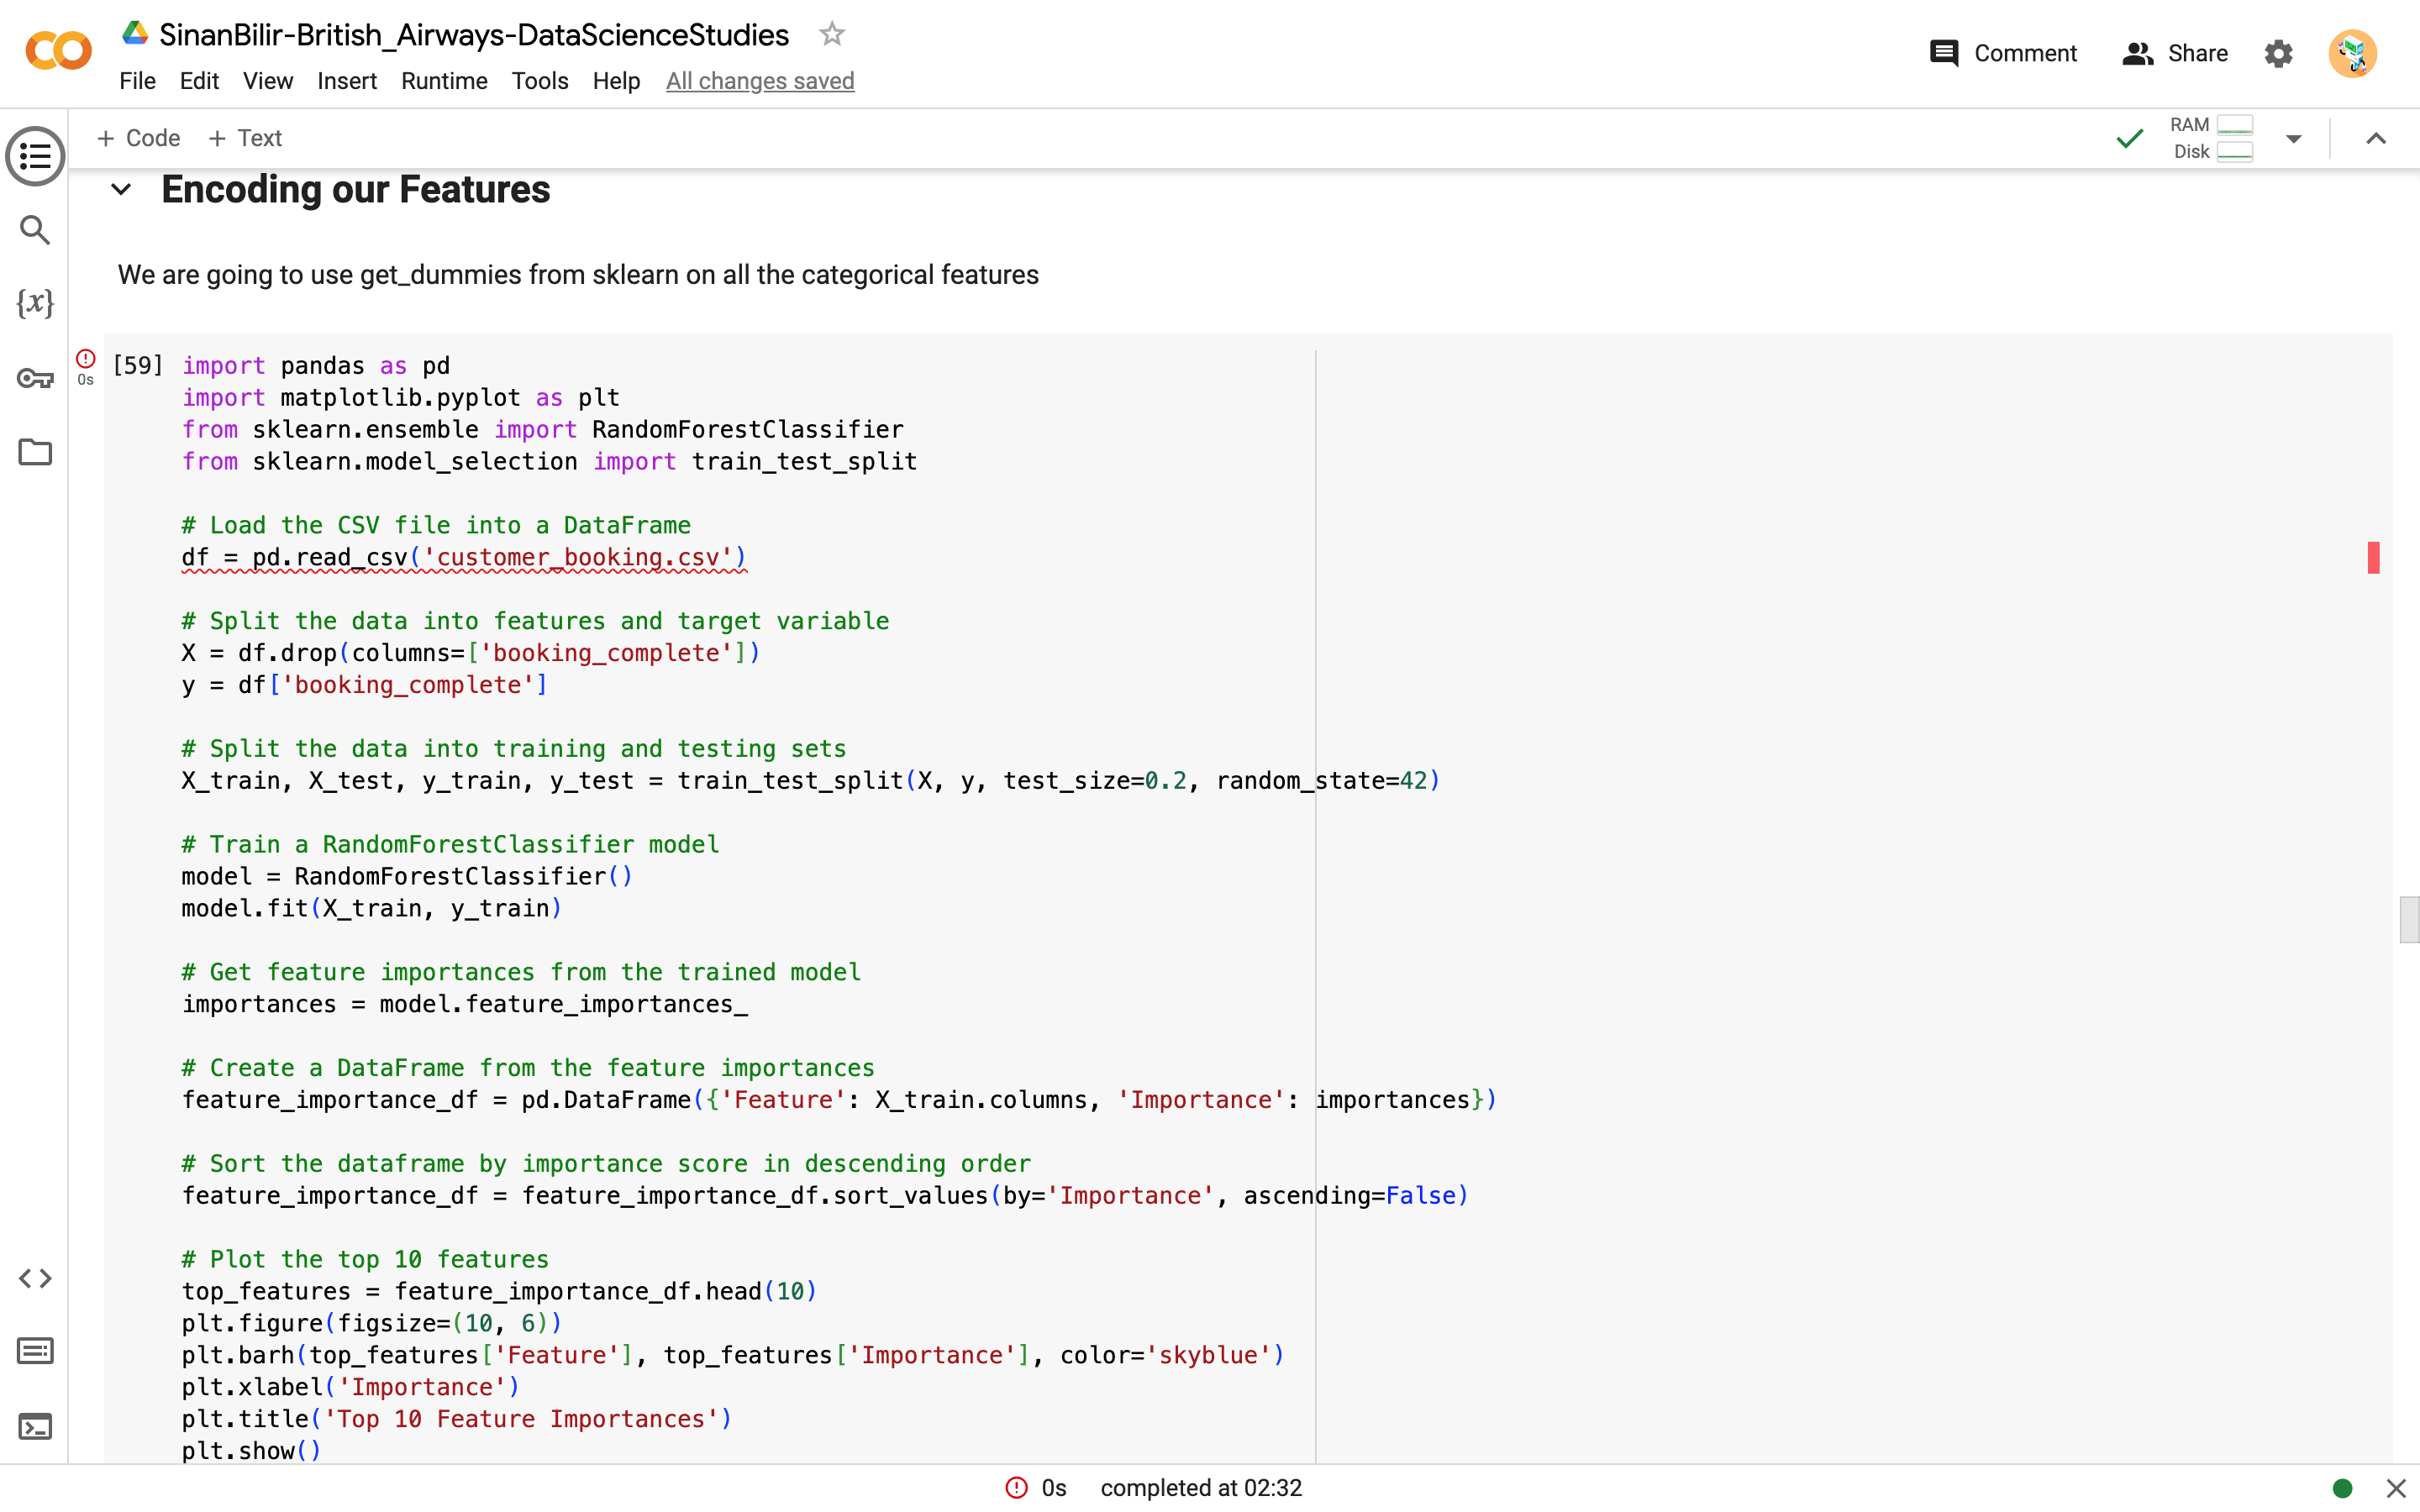 SinanBilir-British_Airways-DataScienceStudies
File Edit View Insert Runtime Tools Help All changes saved
Comment Share
+ Code + Text
RAM
Disk
Encoding our Features
We are going to use get_dummies from sklearn on all the categorical features
0s
[59] import pandas as pd
import matplotlib.pyplot as plt
from sklearn.ensemble import RandomForestClassifier
from sklearn.model_selection import train_test_split
# Load the CSV file into a DataFrame
df = pd.read_csv('customer_booking.csv')
# Split the data into features and target variable
X = df.drop(columns=['booking_complete'])
y = df['booking_complete']
# Split the data into training and testing sets
X_train, X_test, y_train, y_test = train_test_split(X, y, test_size=0.2, random_state=42)
# Train a RandomForestClassifier model
model = RandomForestClassifier()
model.fit(X_train, y_train)
# Get feature importances from the trained model
importances = model.feature_importances_
# Create a DataFrame from the feature importances
feature_importance_df = pd.DataFrame({'Feature': X_train.columns, 'Importance': importances})
# Sort the dataframe by importance score in descending order
feature_importance_df = feature_importance_df.sort_values(by='Importance', ascending=False)
# Plot the top 10 features
top_features = feature_importance_df.head(10)
plt.figure(figsize=(10, 6))
plt.barh(top_features['Feature'], top_features['Importance'], color='skyblue')
plt.xlabel('Importance')
plt.title('Top 10 Feature Importances')
plt.show()
0s completed at 02:32